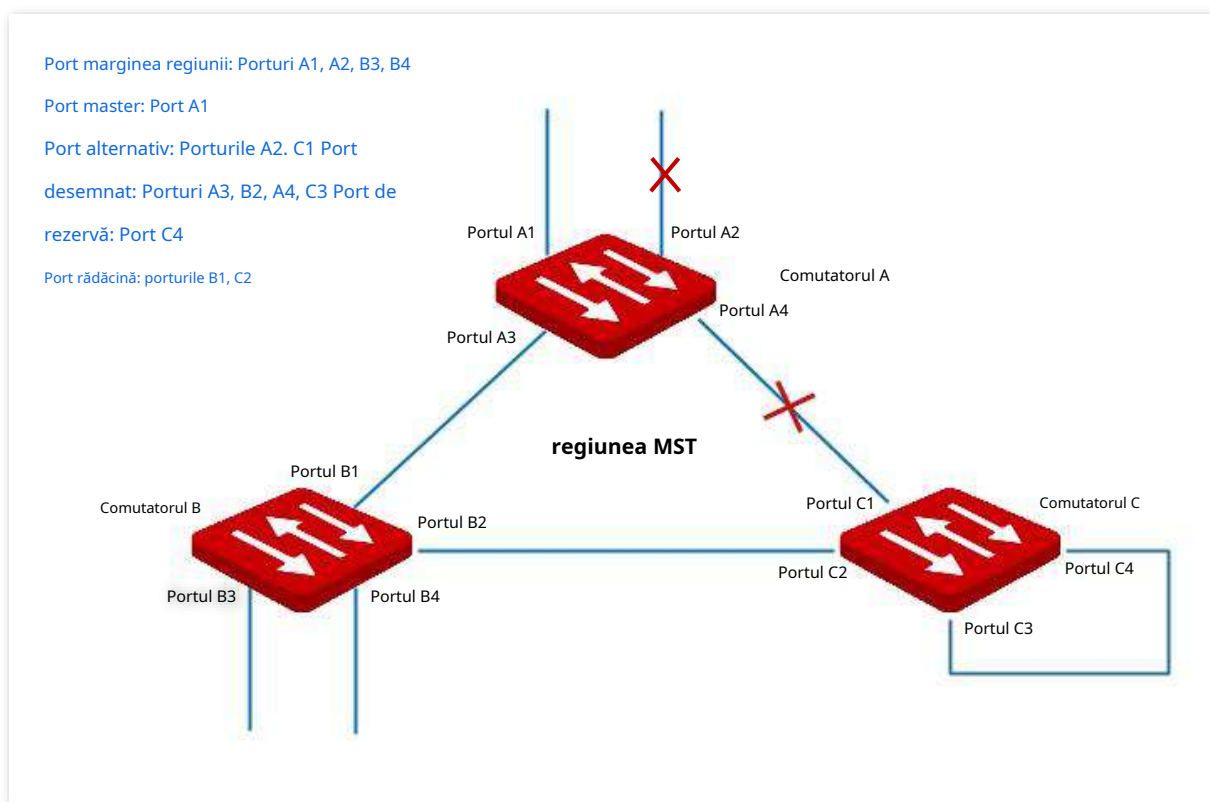 Port marginea regiunii: Porturi A1, A2, B3, B4
Port master: Port A1
Port alternativ: Porturile A2. C1 Port
desemnat: Porturi A3, B2, A4, C3 Port de
rezervă: Port C4
Port rădăcină: porturile B1, C2
Portul A1
Portul A2
Comutatorul A
Portul A4
Portul A3
regiunea MST
Portul B1
Comutatorul B
Portul B2
Portul C1
Comutatorul C
Portul C2
Portul C4
Portul B3
Portul B4
Portul C3